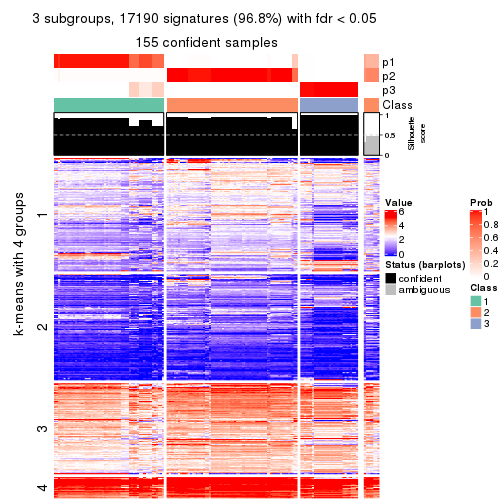 3 subgroups, 17190 signatures (96.8%) with fdr < 0.05
155 confident samples
p1
p2
p3
Class
1
0.5
0
Silhouette
score
k-means with 4 groups
1
2
3
4
Value
6
4
2
0
Status (barplots)
confident
ambiguous
Prob
1
0.8
0.6
0.4
0.2
0
Class
1
2
3